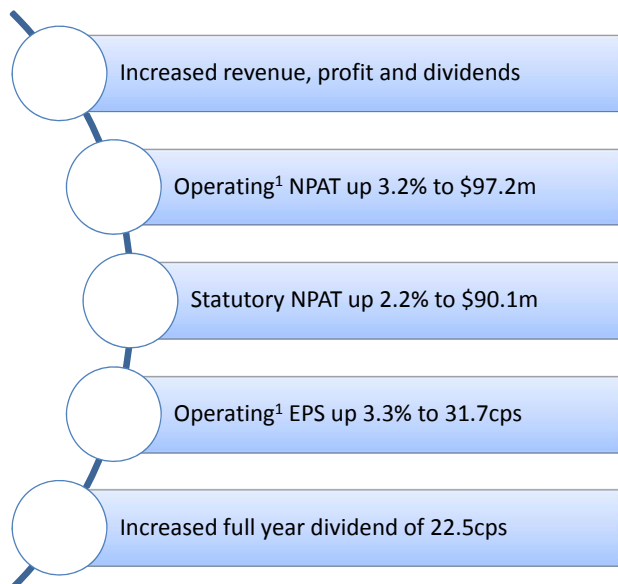 Increased revenue, profit and dividends
Operating¹ NPAT up 3.2% to $97.2m
Statutory NPAT up 2.2% to $90.1m
Operating¹ EPS up 3.3% to 31.7cps
Increased full year dividend of 22.5cps